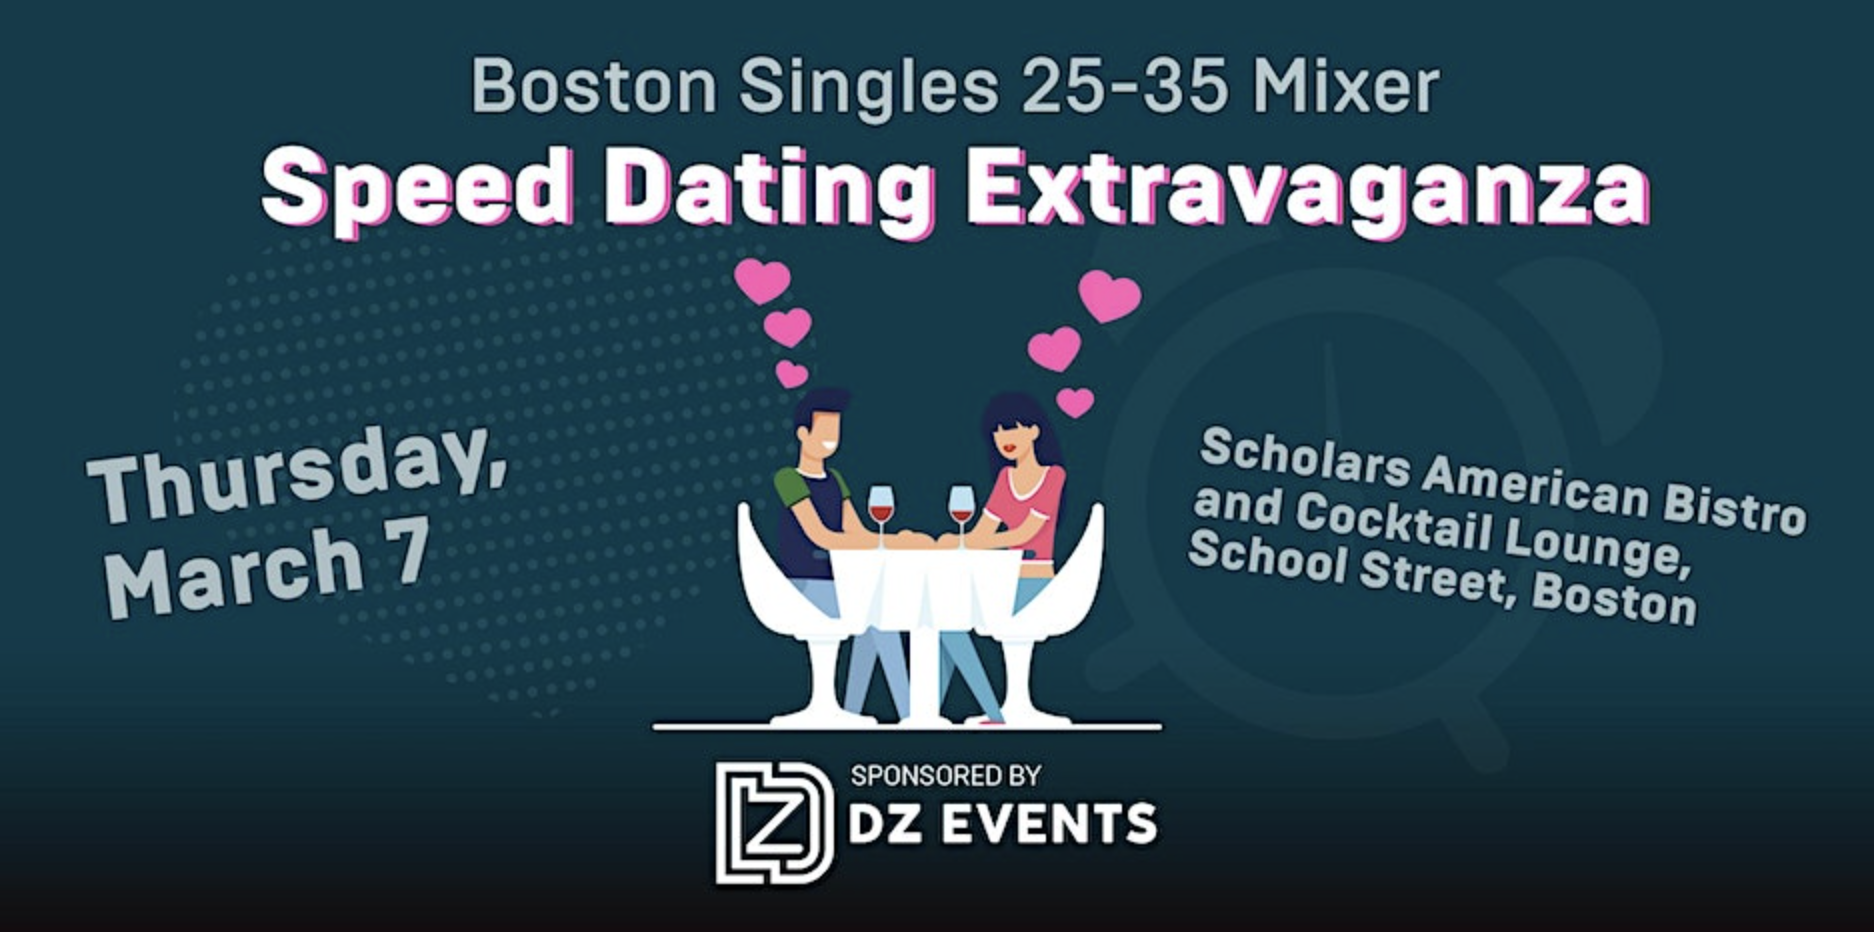 Boston Singles 25-35 Mixer
Speed Dating Extravaganza
Thursday,
March 7
Scholars American Bistro
and Cocktail Lounge,
School Street, Boston
SPONSORED BY
DZ EVENTS